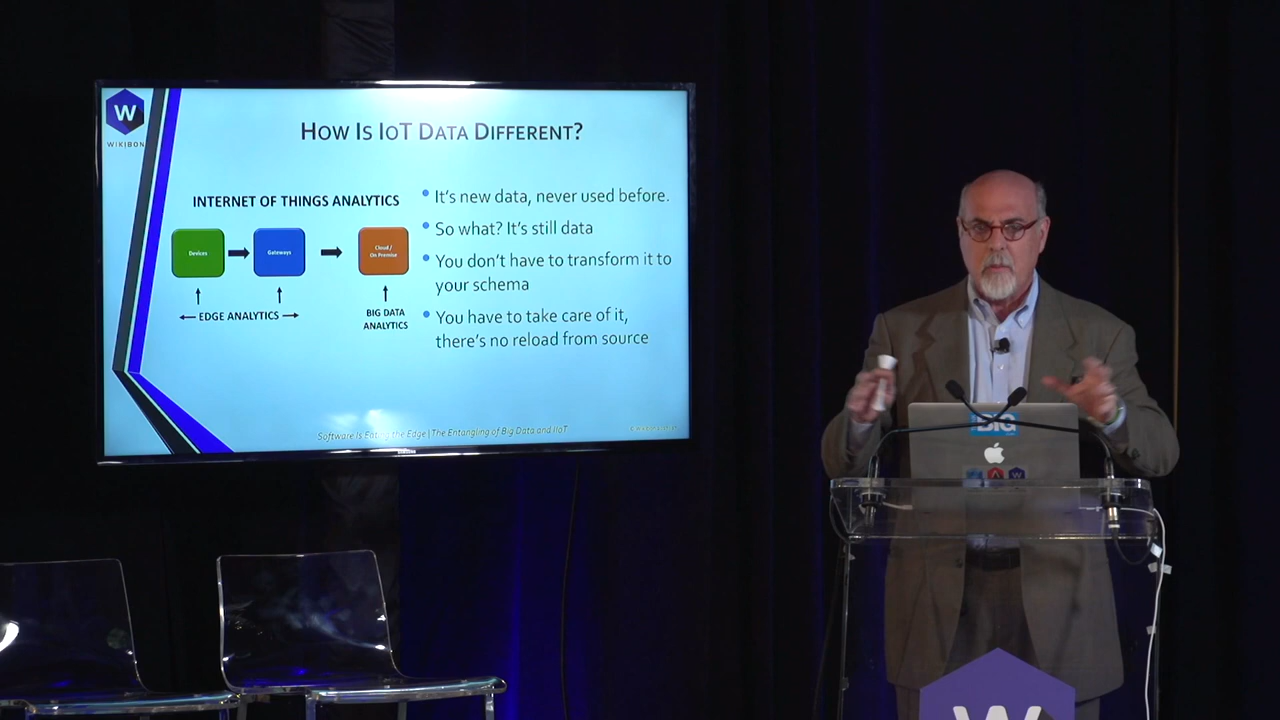 W
WIKIBON
HOW IS IOT DATA DIFFERENT?
INTERNET OF THINGS ANALYTICS
Devices
Gateways
Cloud /
On Premise
EDGE ANALYTICS
BIG DATA
ANALYTICS
It's new data, never used before.
So what? It's still data
You don't have to transform it to
your schema
You have to take care of it,
there's no reload from source
Software Is Eating the Edge | The Entangling of Big Data and IIoT
SAMSUNG
BIG
W
W